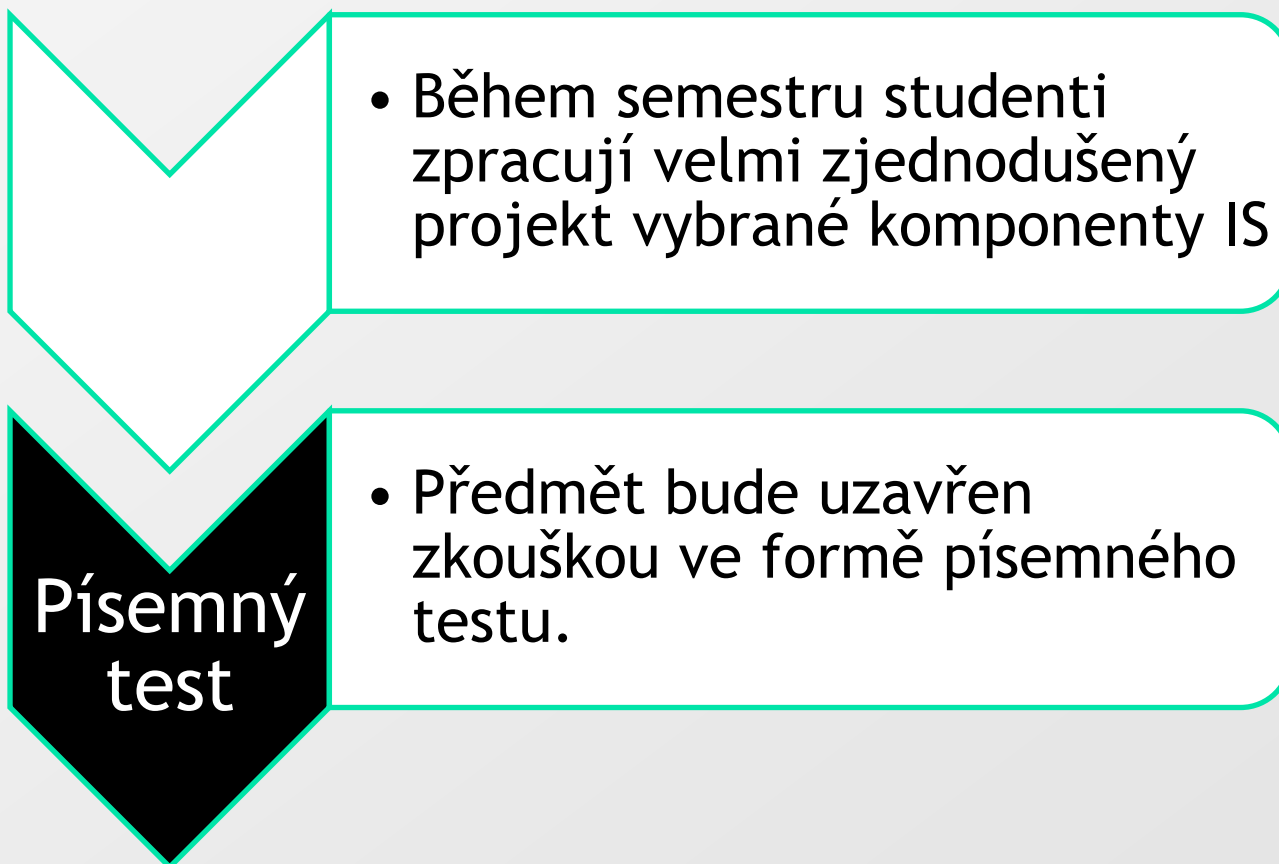 • Během semestru studenti
zpracují velmi zjednodušený
projekt vybrané komponenty IS
Písemný
test
• Předmět bude uzavřen
zkouškou ve formě písemného
testu.